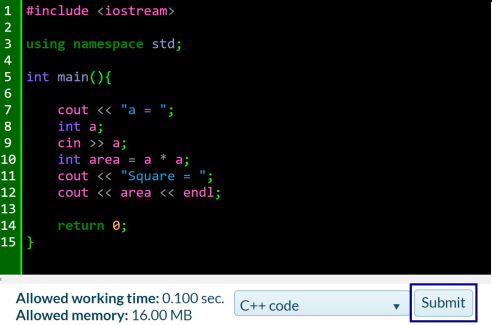 1 #include <iostream>
2
3 using namespace std;
4
5 int main(){
6
7     cout << "a = ";
8     int a;
9     cin >> a;
10     int area = a * a;
11     cout << "Square = ";
12     cout << area << endl;
13
14     return 0;
15 }
Allowed working time: 0.100 sec.
Allowed memory: 16.00 MB
C++ code
Submit